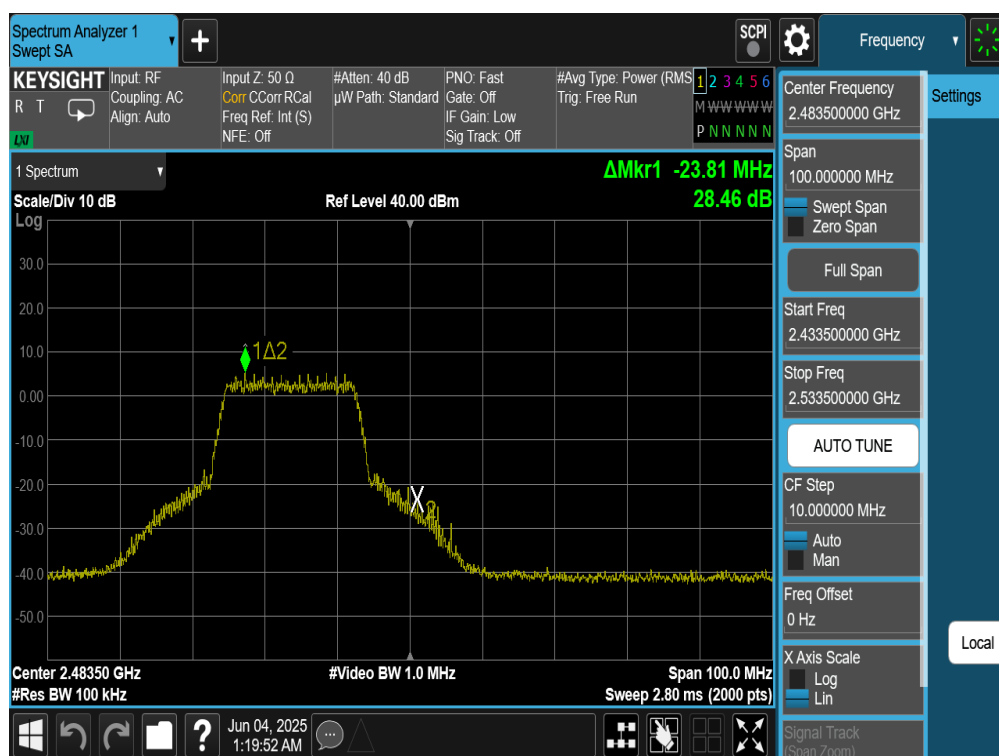 Spectrum Analyzer 1
Swept SA
+
SCPI
Frequency
KEYSIGHT
R T
LXI
Input: RF
Coupling: AC
Align: Auto
Input Z: 50 Ω
Corr CCorr RCal
Freq Ref: Int (S)
NFE: Off
#Atten: 40 dB
µW Path: Standard
PNO: Fast
Gate: Off
IF Gain: Low
Sig Track: Off
#Avg Type: Power (RMS
Trig: Free Run
1 2 3 4 5 6
M W W W W W
P N N N N N
1 Spectrum
ΔMkr1 -23.81 MHz
28.46 dB
Scale/Div 10 dB
Ref Level 40.00 dBm
Log
30.0
20.0
10.0
0.00
-10.0
-20.0
-30.0
-40.0
-50.0
1Δ2
X2
Center 2.48350 GHz
#Video BW 1.0 MHz
Span 100.0 MHz
#Res BW 100 kHz
Sweep 2.80 ms (2000 pts)
?
Jun 04, 2025
1:19:52 AM
Center Frequency
2.483500000 GHz
Span
100.000000 MHz
Swept Span
Zero Span
Full Span
Start Freq
2.433500000 GHz
Stop Freq
2.533500000 GHz
AUTO TUNE
CF Step
10.000000 MHz
Auto
Man
Freq Offset
0 Hz
X Axis Scale
Log
Lin
Signal Track
(Span Zoom)
Settings
Local